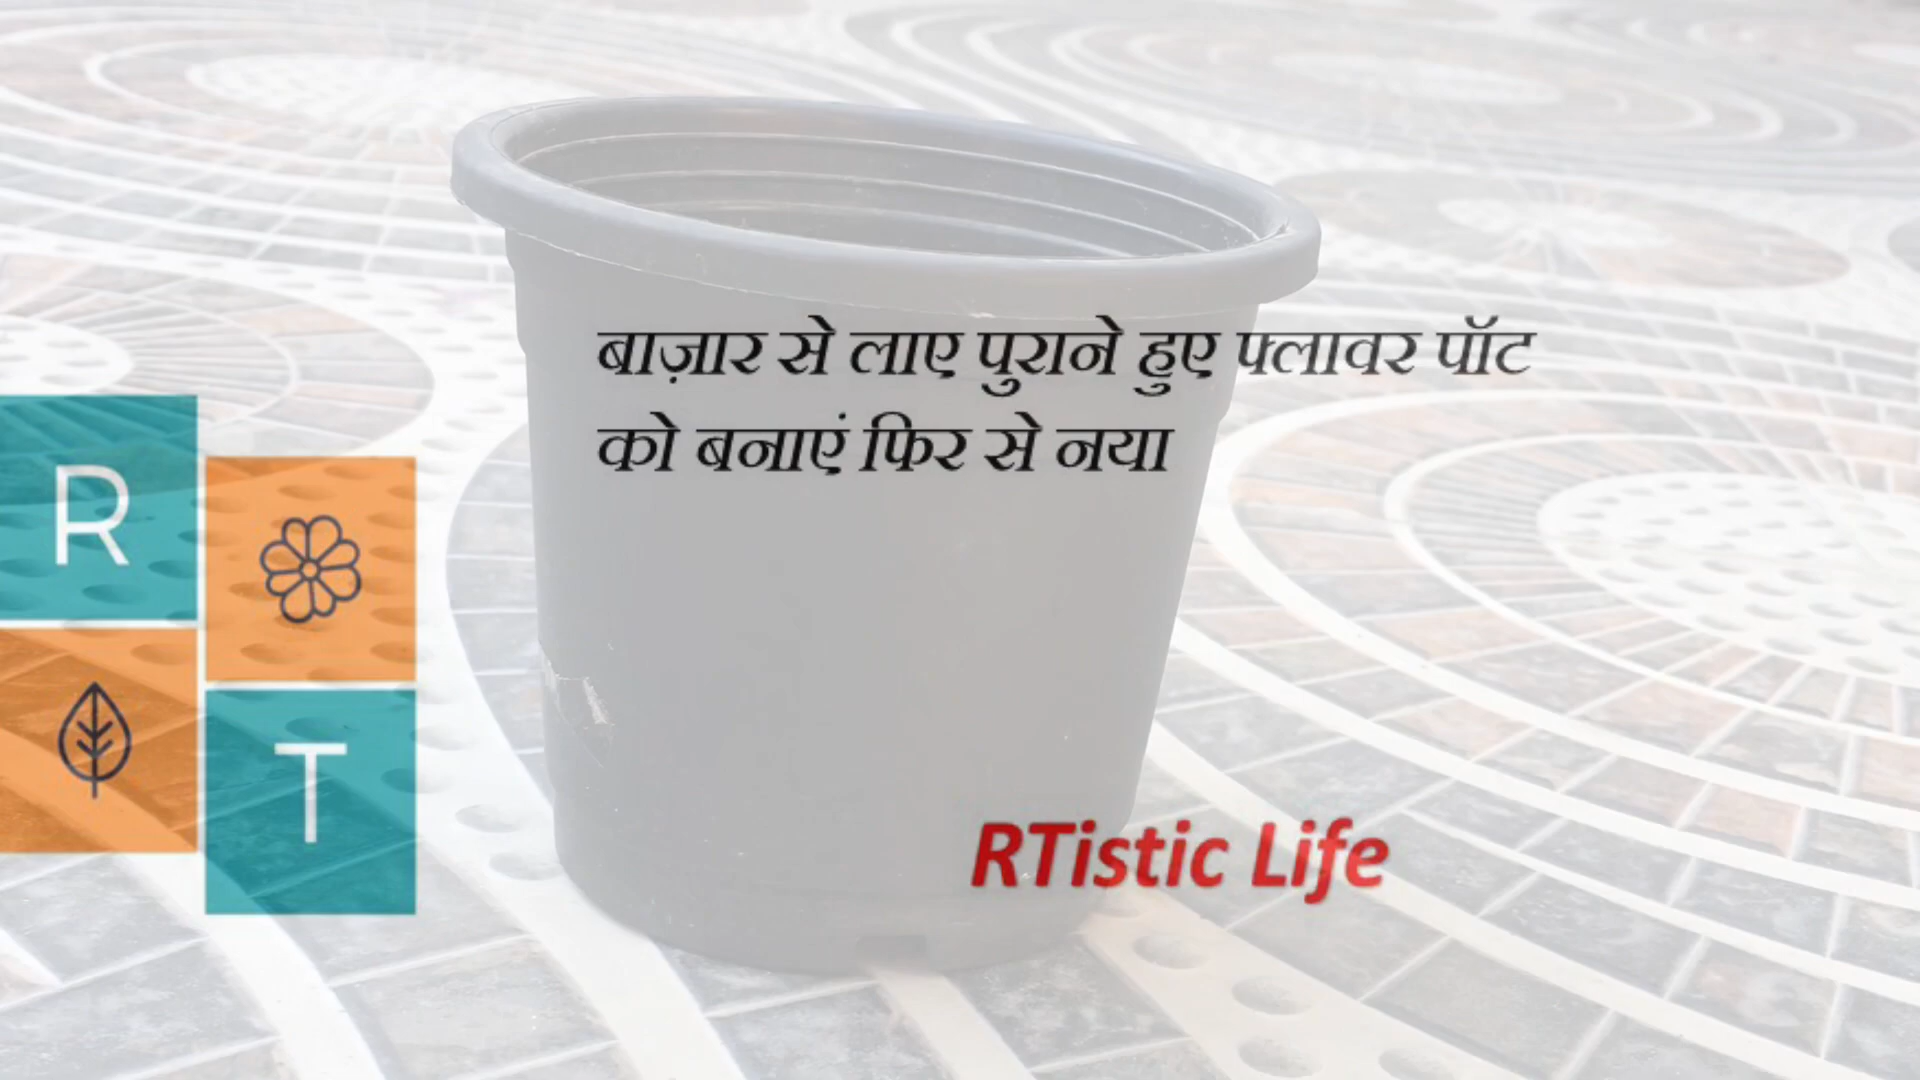 बाज़ार से लाए पुराने हुए फ्लावर पॉट
को बनाएं फिर से नया
R
T
RTistic Life